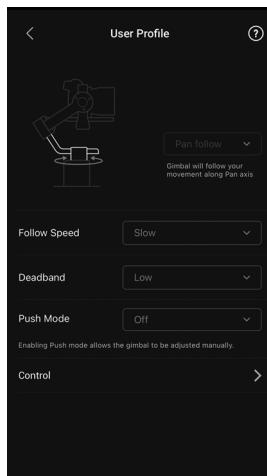 User Profile
?
Pan follow
Gimbal will follow your
movement along Pan axis
Follow Speed
Slow
Deadband
Low
Push Mode
Off
Enabling Push mode allows the gimbal to be adjusted manually.
Control